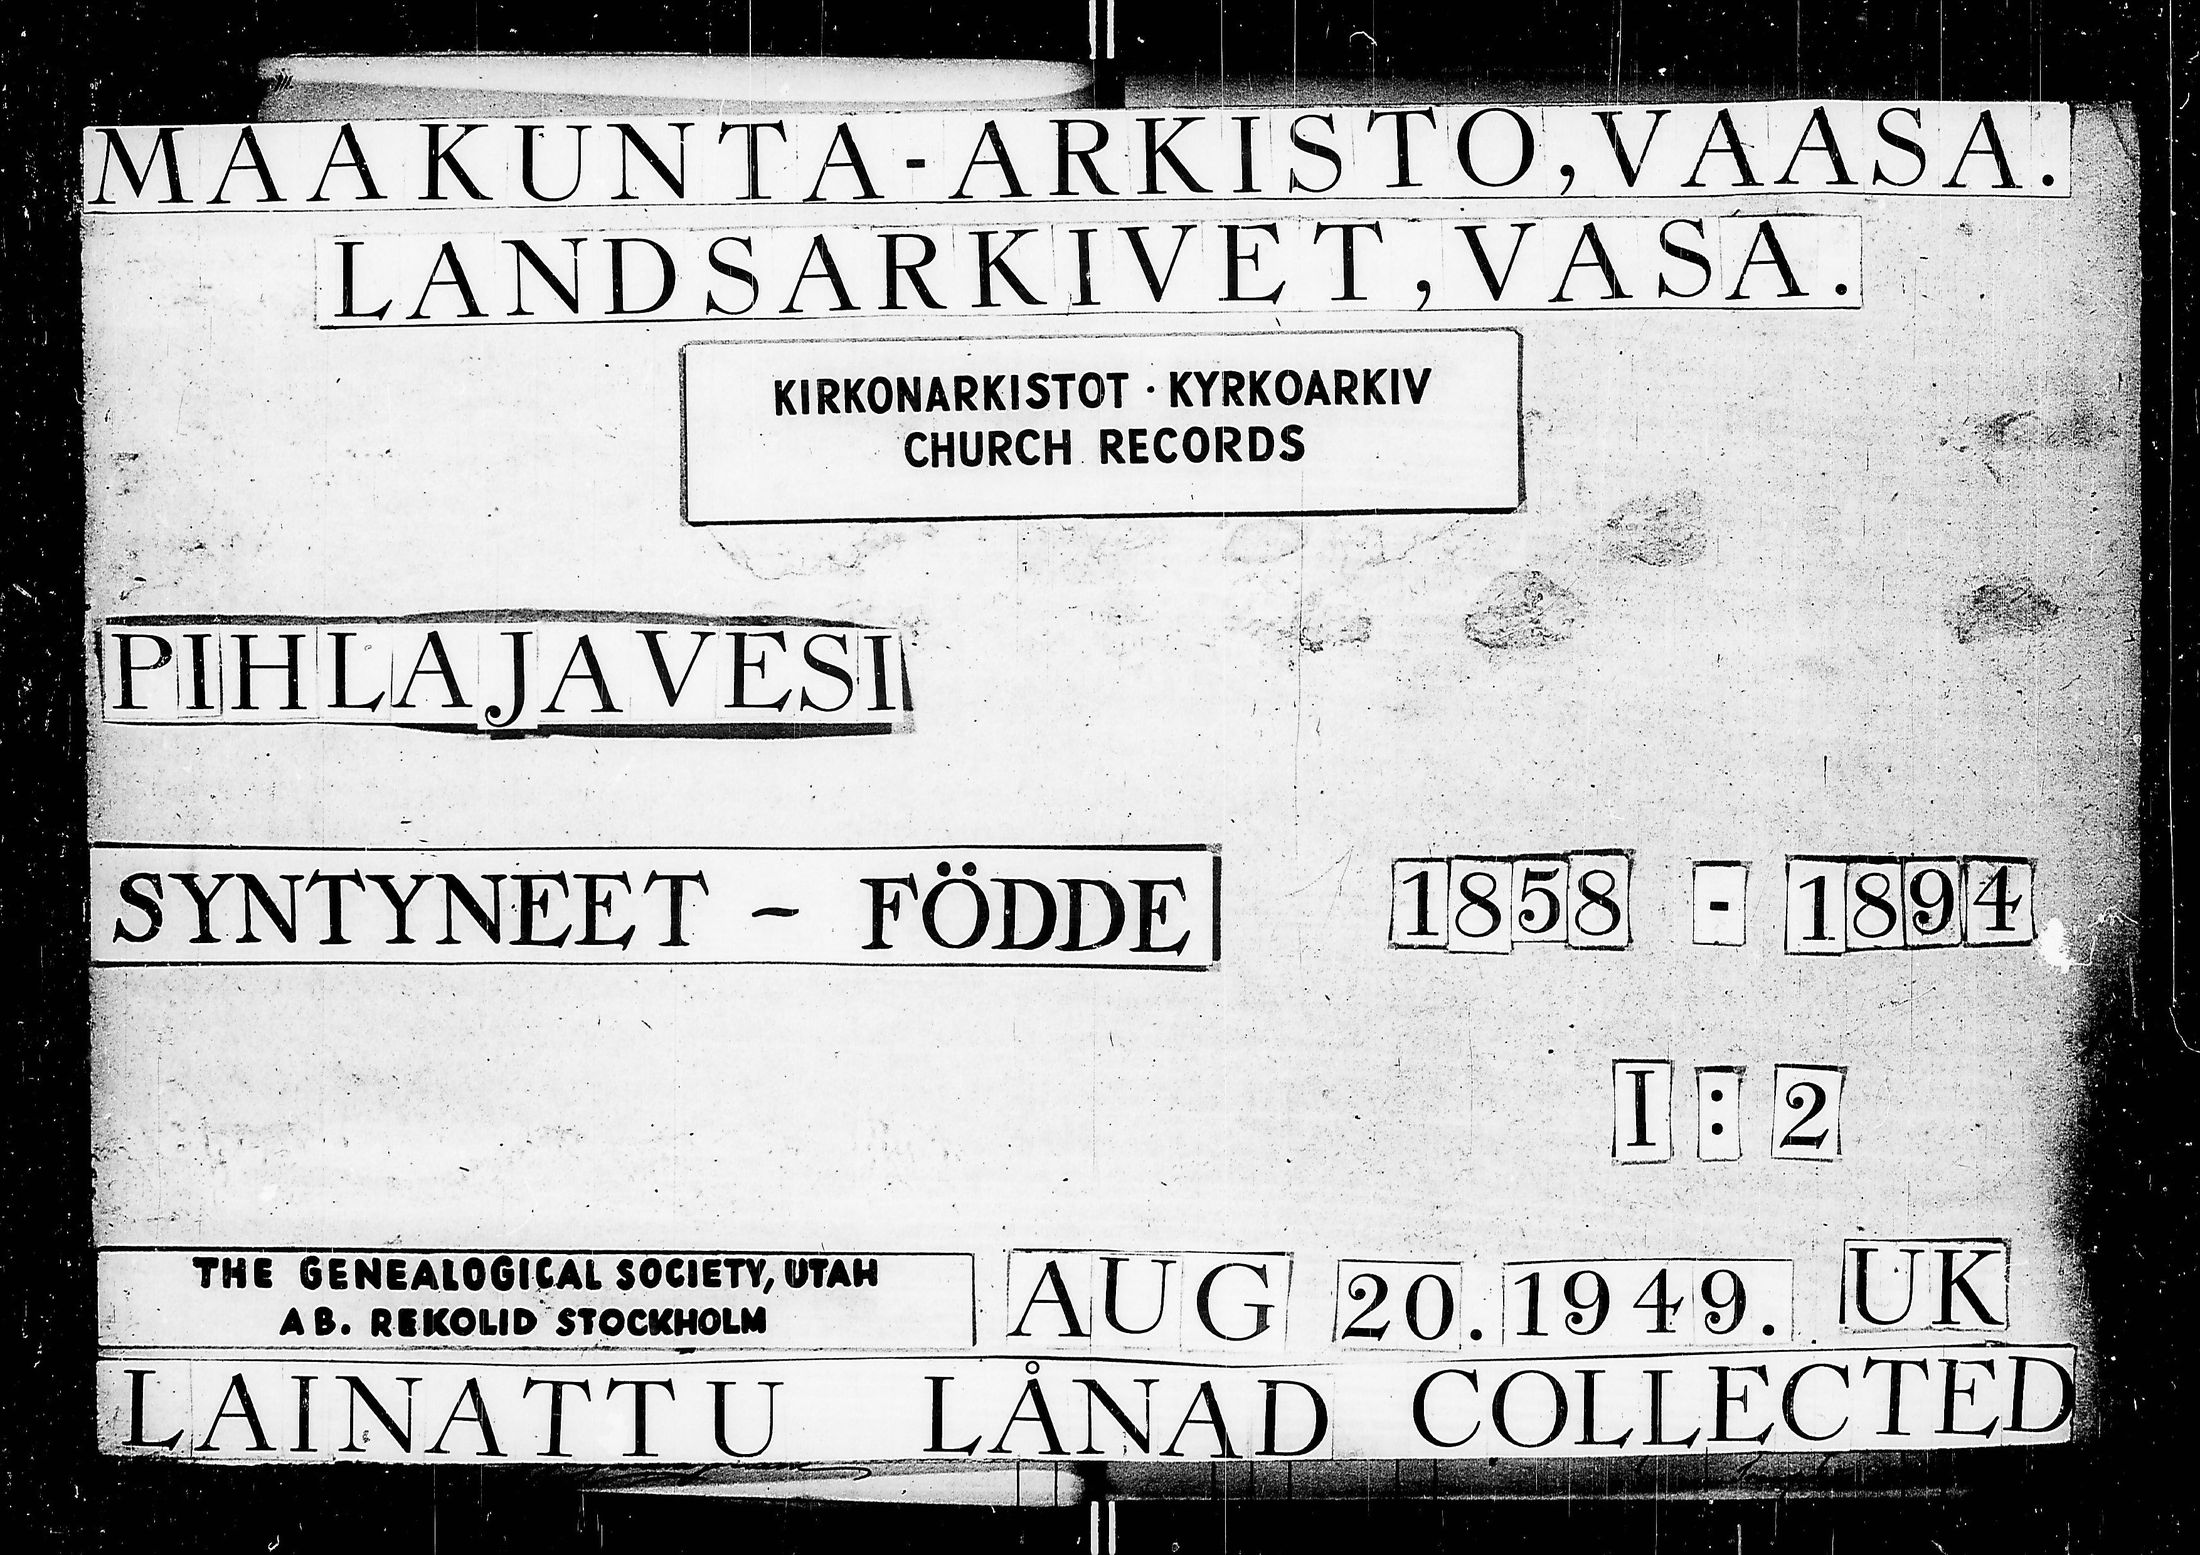 MAAKUNTA-ARKISTO, VAASA.
LANDSARKIVET, VASA.
KIRKONARKISTOT · KYRKOARKIV
CHURCH RECORDS
PIHLAJAVESI
SYNTYNEET - FÖDDE 1858 - 1894
I : 2
THE GENEALOGICAL SOCIETY, UTAH
AB. REKOLID STOCKHOLM
AUG 20. 1949. UK
LAINATTU LÅNAD COLLECTED